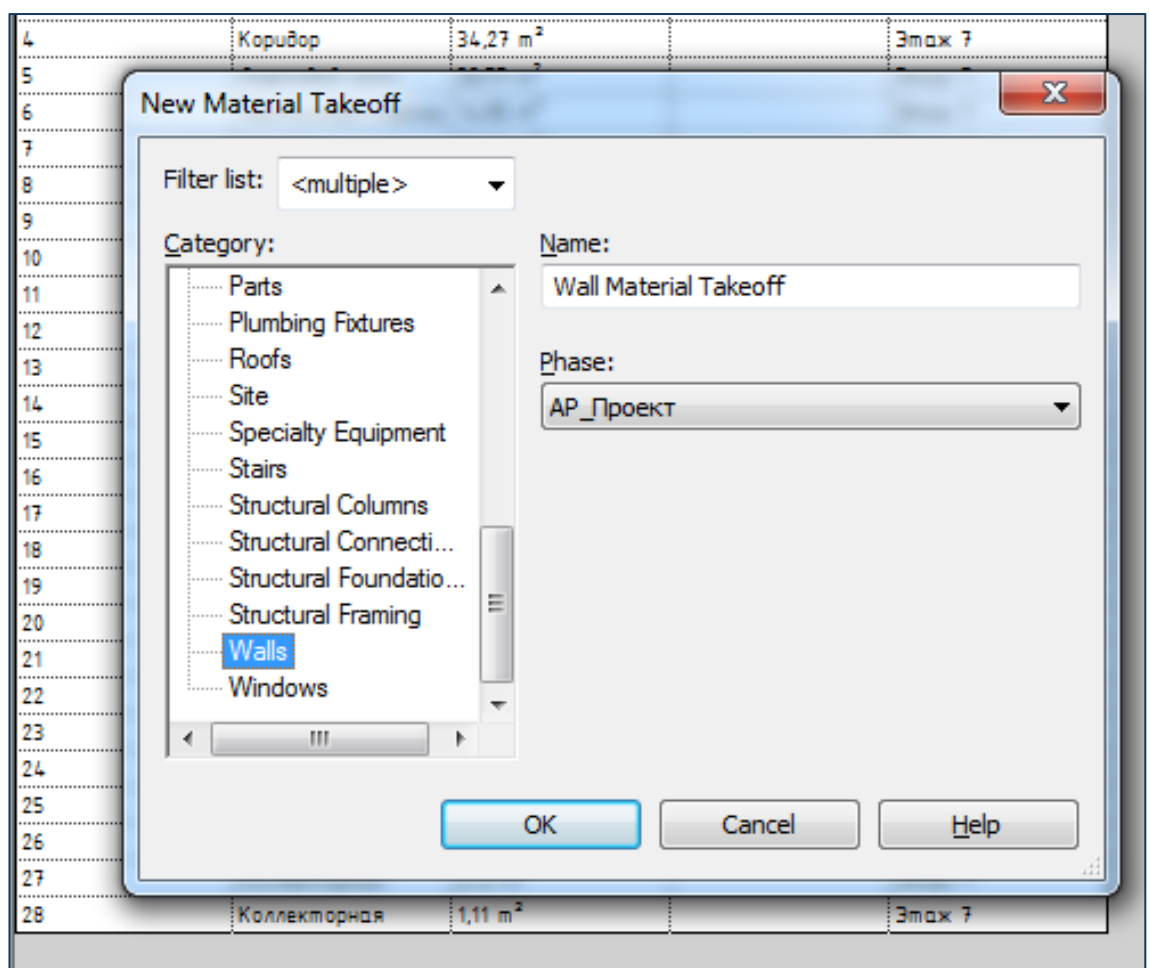 4 Коридор 34,27 m² Этаж 7
5
6
7
8
9
10
11
12
13
14
15
16
17
18
19
20
21
22
23
24
25
26
27
28 Коллекторная 1,11 m² Этаж 7
New Material Takeoff
Filter list: <multiple>
Category:
Parts
Plumbing Fixtures
Roofs
Site
Specialty Equipment
Stairs
Structural Columns
Structural Connecti...
Structural Foundatio...
Structural Framing
Walls
Windows
Name:
Wall Material Takeoff
Phase:
АР_Проект
OK Cancel Help